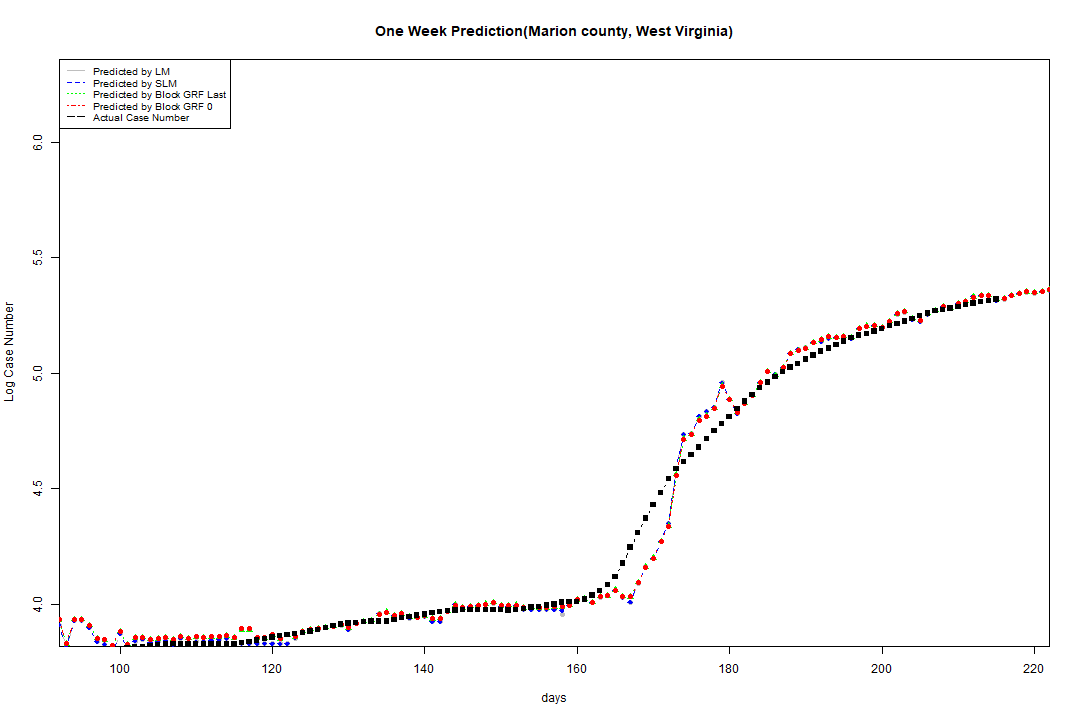 One Week Prediction(Marion county, West Virginia)
Predicted by LM
Predicted by SLM
Predicted by Block GRF Last
Predicted by Block GRF 0
Actual Case Number
Log Case Number
6.0
5.5
5.0
4.5
4.0
100 120 140 160 180 200 220
days